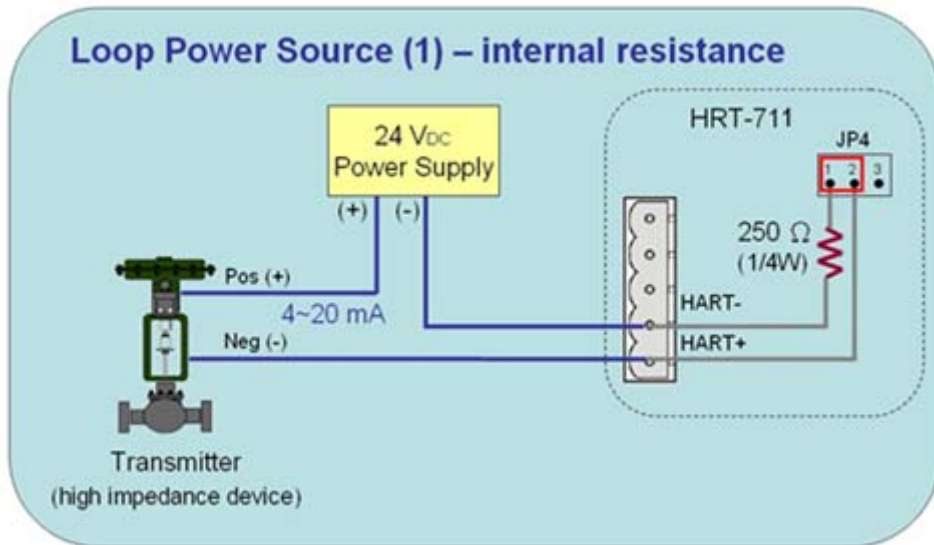 Loop Power Source (1) – internal resistance
HRT-711
JP4
1 2 3
24 VDC
Power Supply
(+) (-)
250 Ω
(1/4W)
Pos (+)
4~20 mA
HART-
Neg (-)
HART+
Transmitter
(high impedance device)